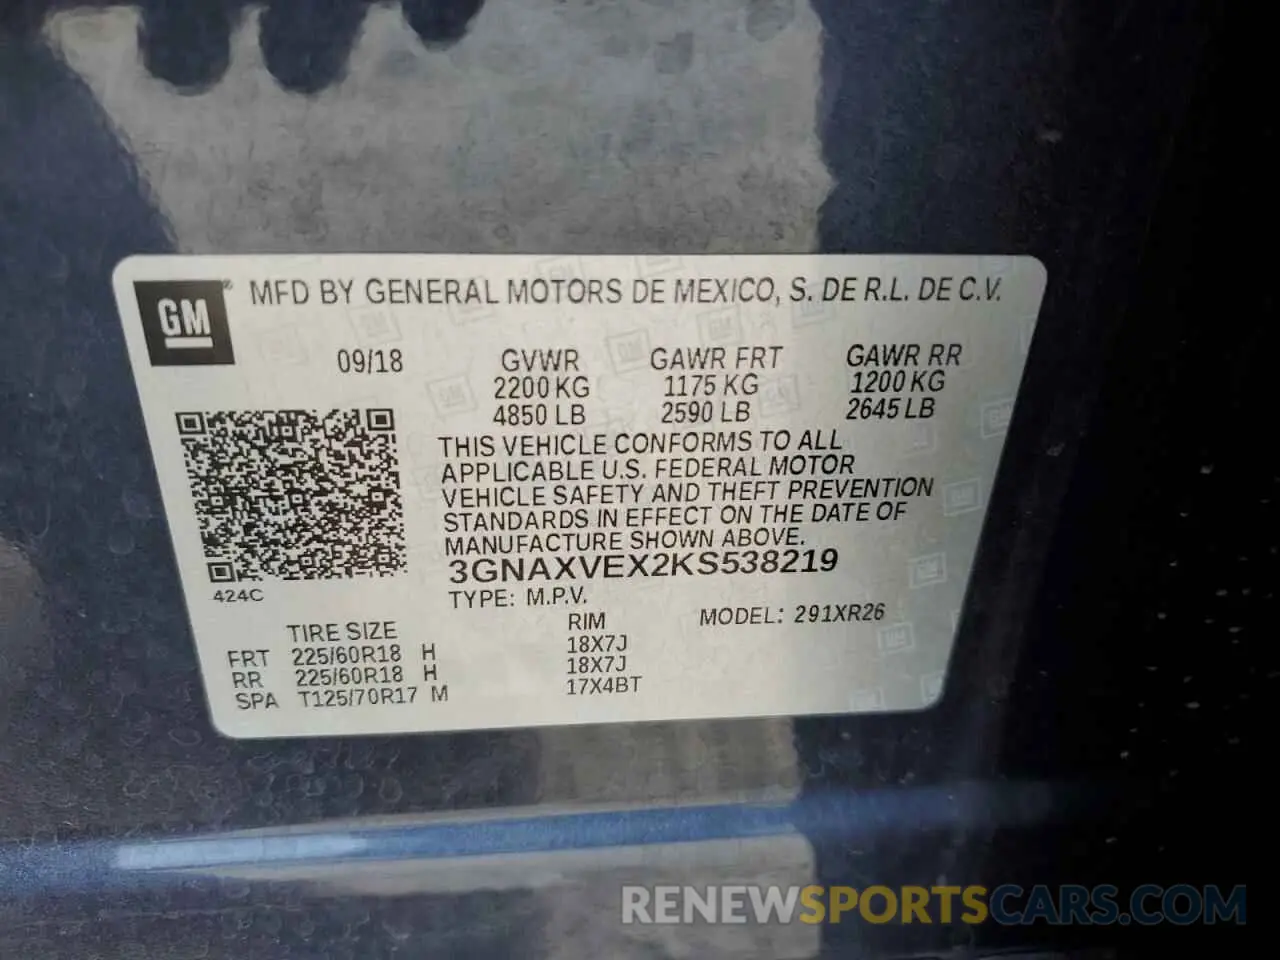 GM® MFD BY GENERAL MOTORS DE MEXICO, S. DE R.L. DE C.V.
09/18 GVWR GAWR FRT GAWR RR
2200 KG 1175 KG 1200 KG
4850 LB 2590 LB 2645 LB
THIS VEHICLE CONFORMS TO ALL
APPLICABLE U.S. FEDERAL MOTOR
VEHICLE SAFETY AND THEFT PREVENTION
STANDARDS IN EFFECT ON THE DATE OF
MANUFACTURE SHOWN ABOVE.
3GNAXVEX2KS538219
424C TYPE: M.P.V.
TIRE SIZE RIM MODEL: 291XR26
FRT 225/60R18 H 18X7J
RR 225/60R18 H 18X7J
SPA T125/70R17 M 17X4BT
RENEWSPORTSCARS.COM